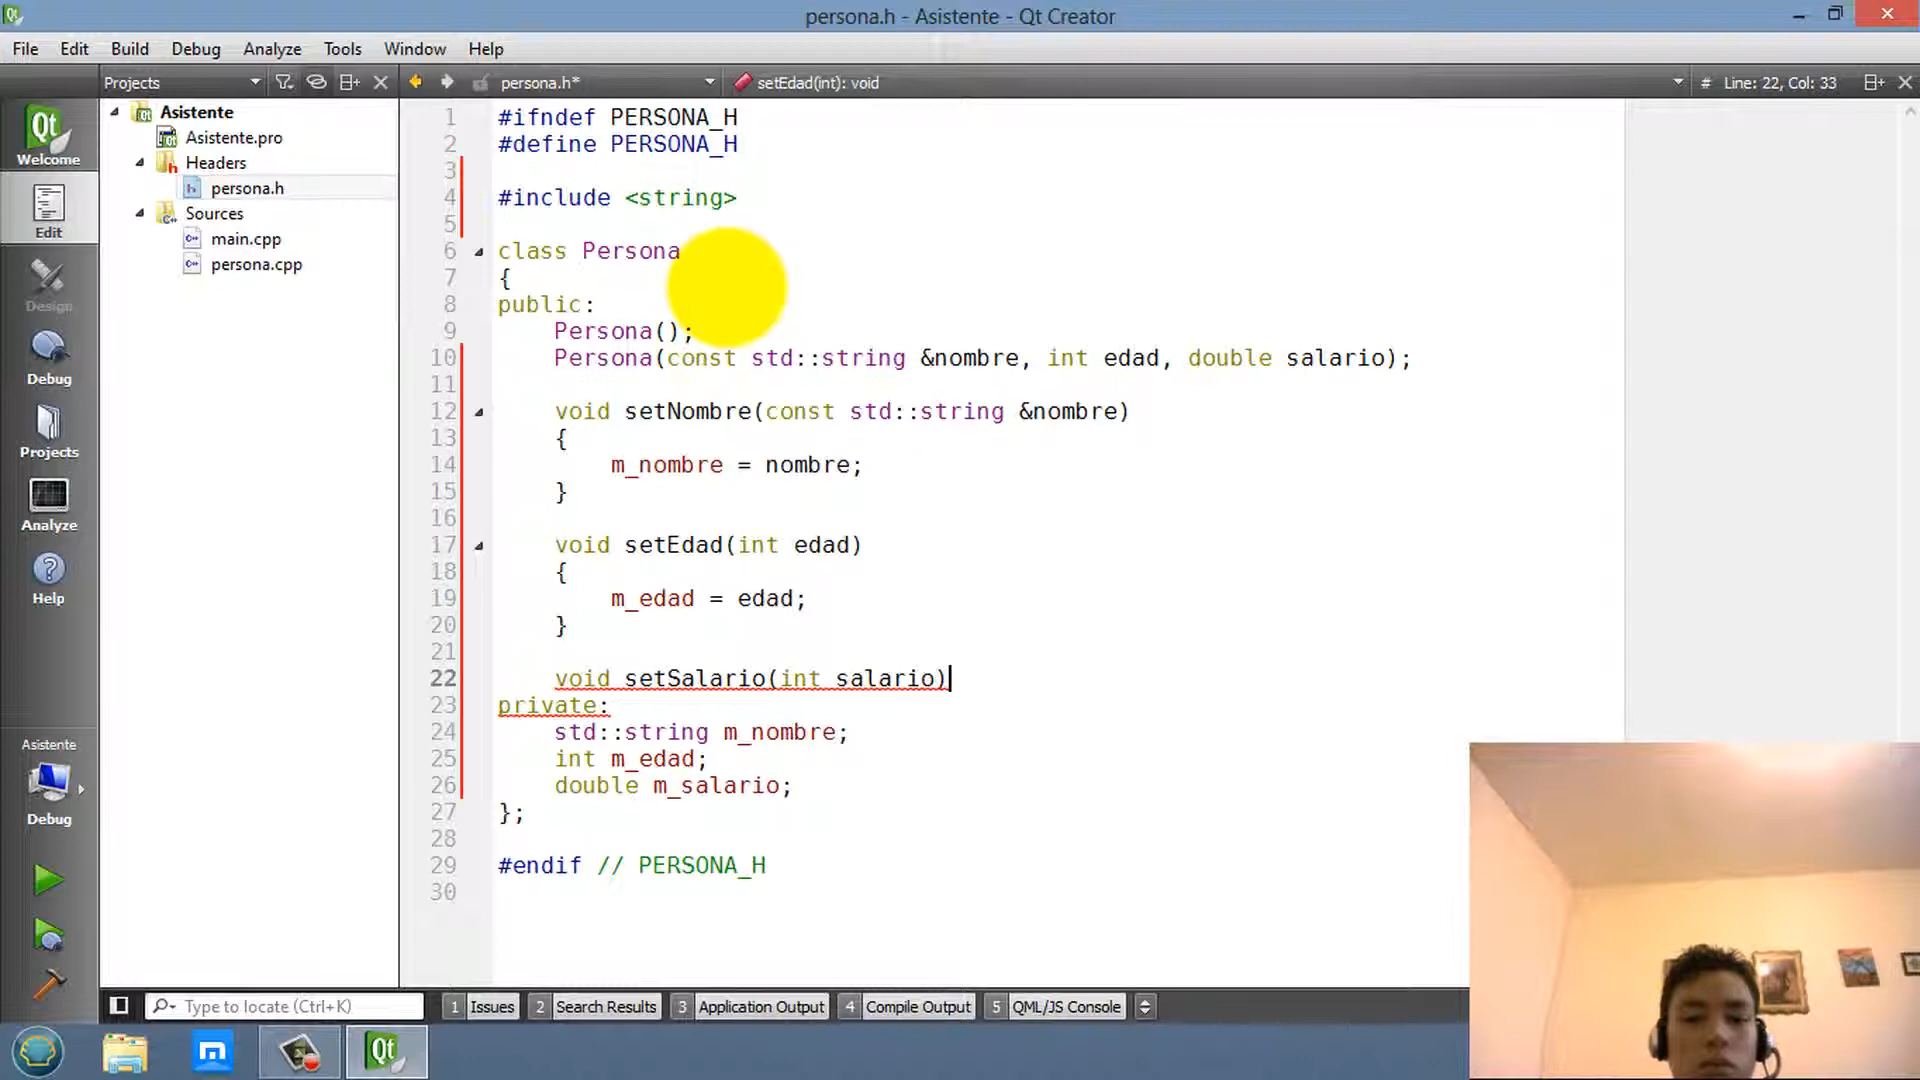 persona.h - Asistente - Qt Creator
File Edit Build Debug Analyze Tools Window Help
Projects persona.h* setEdad(int): void # Line: 22, Col: 33
Qt
Welcome
Edit
Design
Debug
Projects
Analyze
Help
Asistente
Debug
Asistente
Asistente.pro
Headers
persona.h
Sources
main.cpp
persona.cpp
1 #ifndef PERSONA_H
2 #define PERSONA_H
3
4 #include <string>
5
6 class Persona
7 {
8 public:
9 Persona();
10 Persona(const std::string &nombre, int edad, double salario);
11
12 void setNombre(const std::string &nombre)
13 {
14 m_nombre = nombre;
15 }
16
17 void setEdad(int edad)
18 {
19 m_edad = edad;
20 }
21
22 void setSalario(int salario)
23 private:
24 std::string m_nombre;
25 int m_edad;
26 double m_salario;
27 };
28
29 #endif // PERSONA_H
30
Type to locate (Ctrl+K) 1 Issues 2 Search Results 3 Application Output 4 Compile Output 5 QML/JS Console